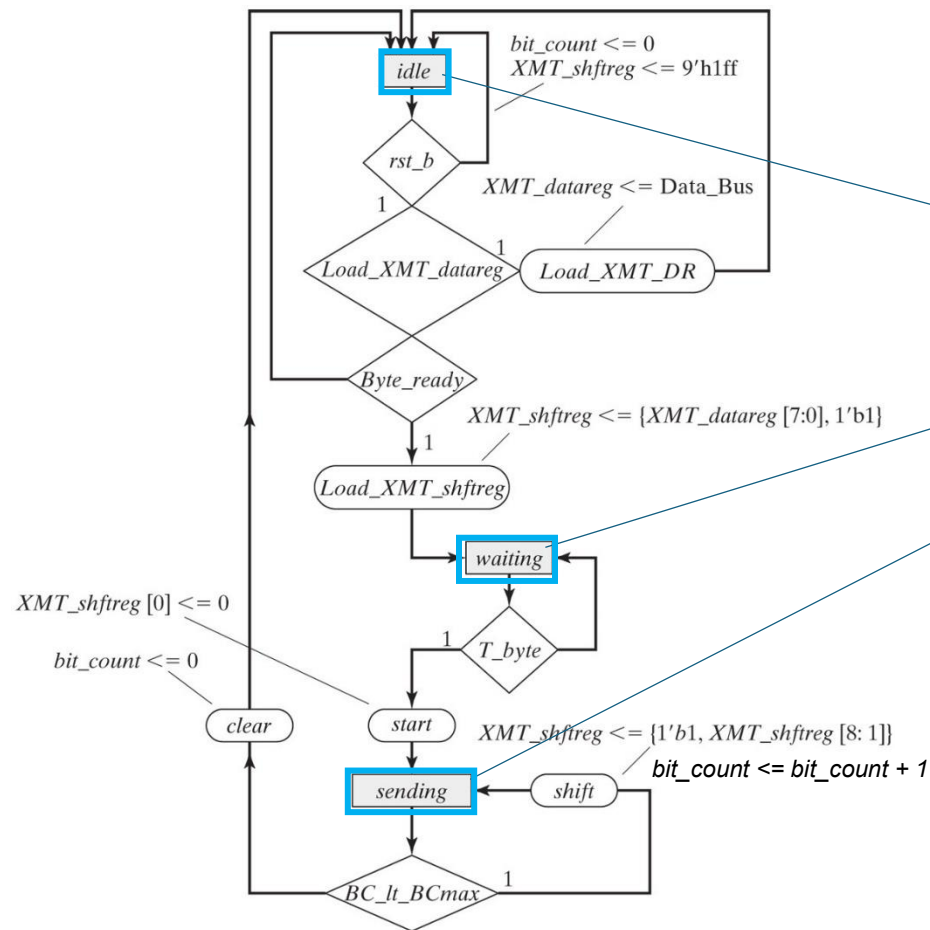 bit_count <= 0
XMT_shftreg <= 9'h1ff
idle
rst_b
XMT_datareg <= Data_Bus
1
1
Load_XMT_datareg
Load_XMT_DR
Byte_ready
XMT_shftreg <= {XMT_datareg [7:0], 1'b1}
1
Load_XMT_shftreg
waiting
XMT_shftreg [0] <= 0
1
T_byte
bit_count <= 0
clear
start
XMT_shftreg <= {1'b1, XMT_shftreg [8: 1]}
bit_count <= bit_count + 1
sending
shift
BC_lt_BCmax
1